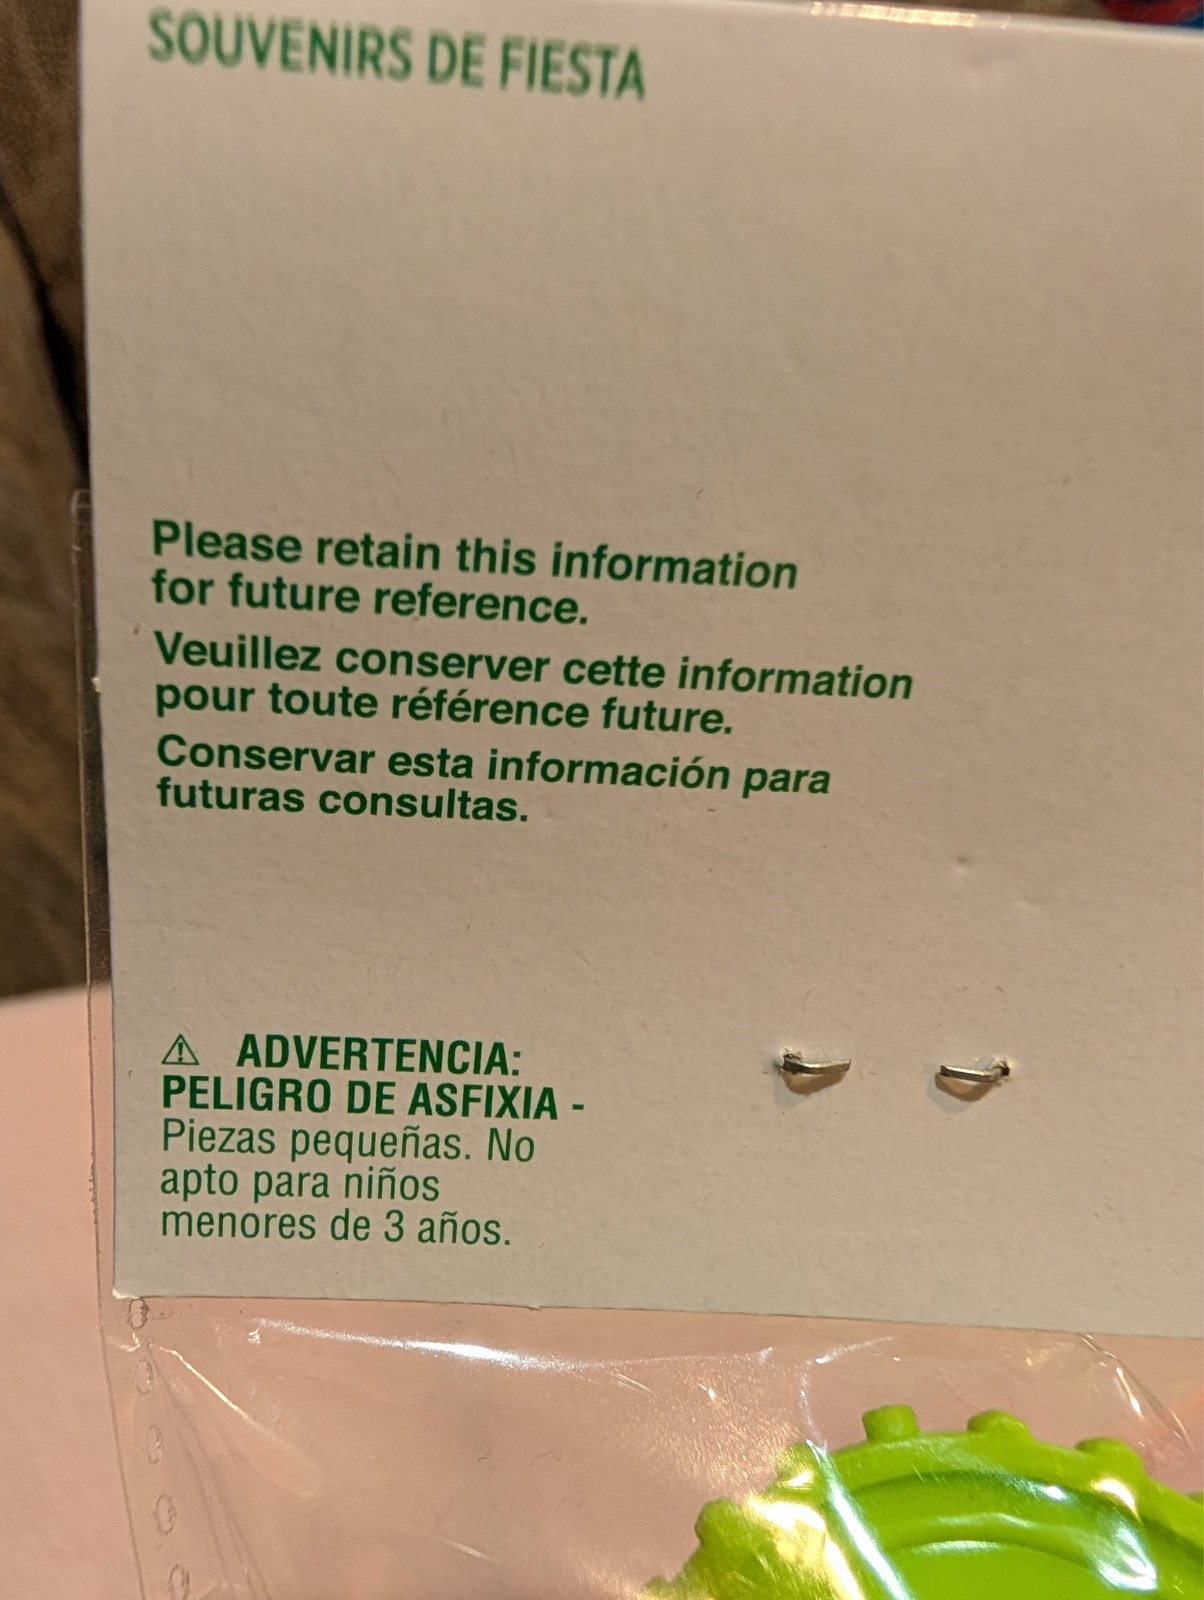 SOUVENIRS DE FIESTA
Please retain this information
for future reference.
Veuillez conserver cette information
pour toute référence future.
Conservar esta información para
futuras consultas.
⚠ ADVERTENCIA:
PELIGRO DE ASFIXIA -
Piezas pequeñas. No
apto para niños
menores de 3 años.